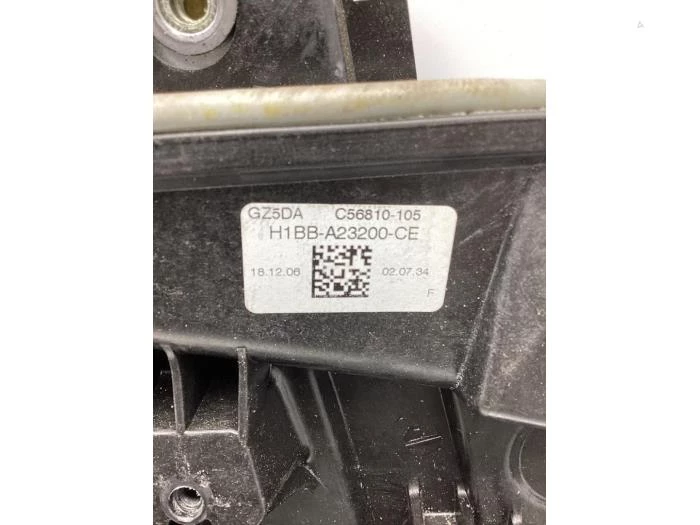 GZ5DA C56810-105
H1BB-A23200-CE
18.12.06 02.07.34
F